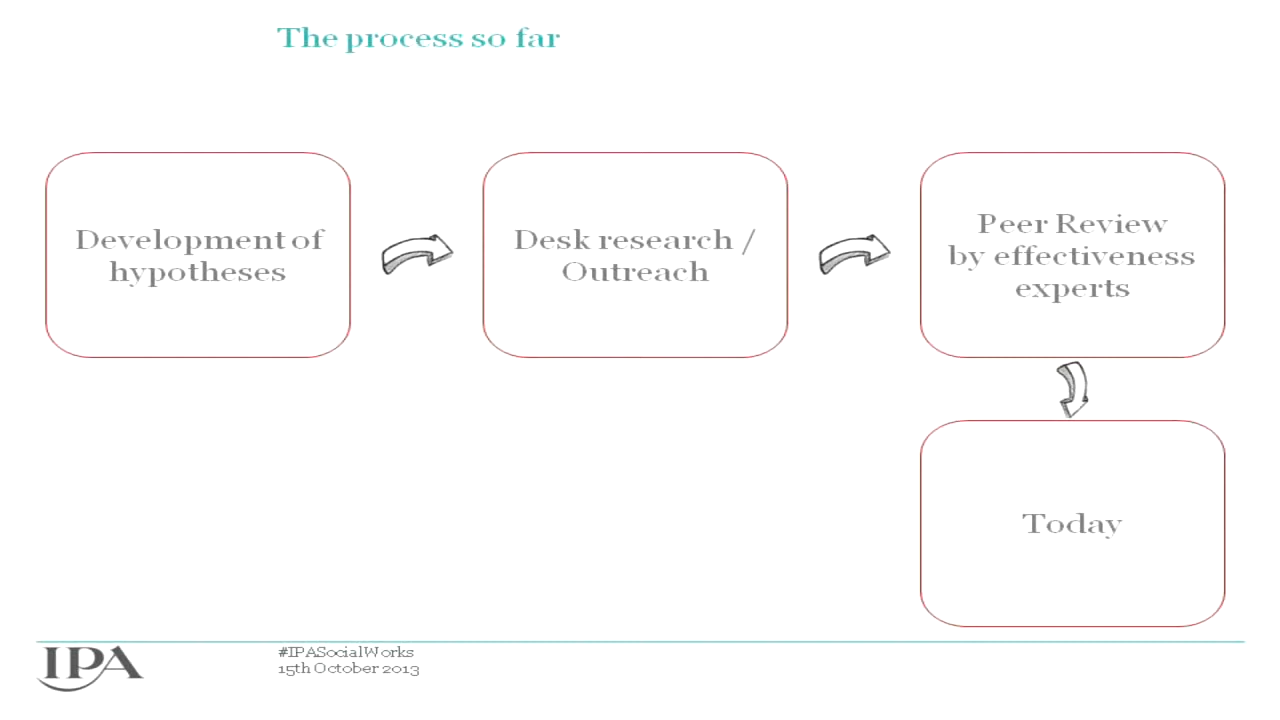 The process so far
Development of
hypotheses
Desk research /
Outreach
Peer Review
by effectiveness
experts
Today
IPA
#IPASocialWorks
15th October 2013